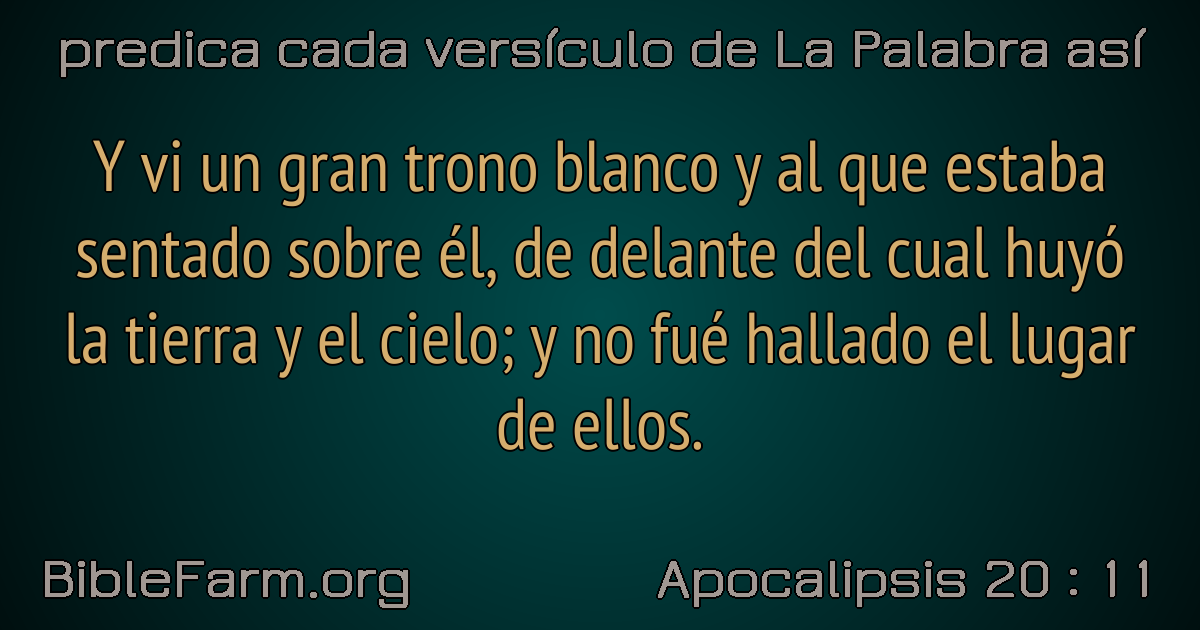 predica cada versículo de La Palabra así
Y vi un gran trono blanco y al que estaba
sentado sobre él, de delante del cual huyó
la tierra y el cielo; y no fué hallado el lugar
de ellos.
BibleFarm.org
Apocalipsis 20 : 11